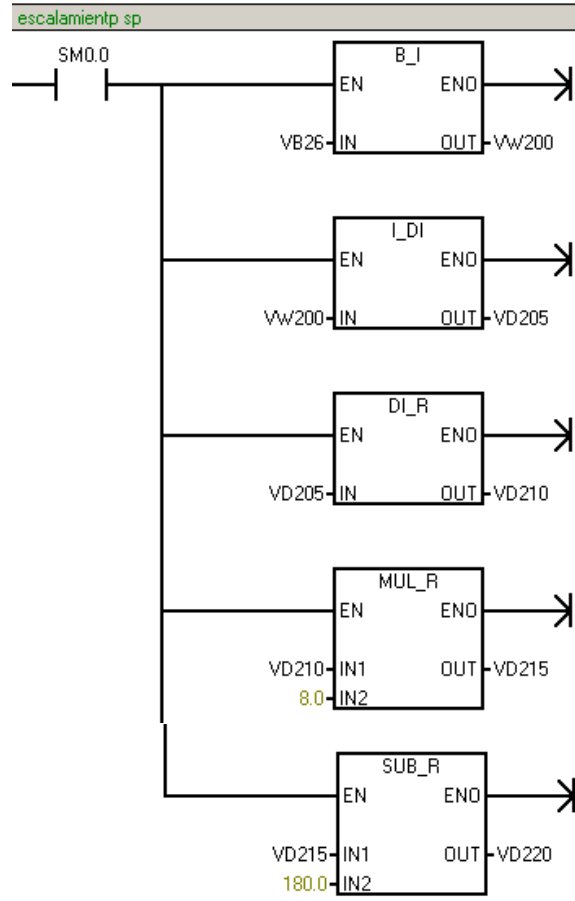 escalamientp sp
SM0.0
B_I
EN ENO
VB26 IN OUT VW200
I_DI
EN ENO
VW200 IN OUT VD205
DI_R
EN ENO
VD205 IN OUT VD210
MUL_R
EN ENO
VD210 IN1 OUT VD215
8.0 IN2
SUB_R
EN ENO
VD215 IN1 OUT VD220
180.0 IN2